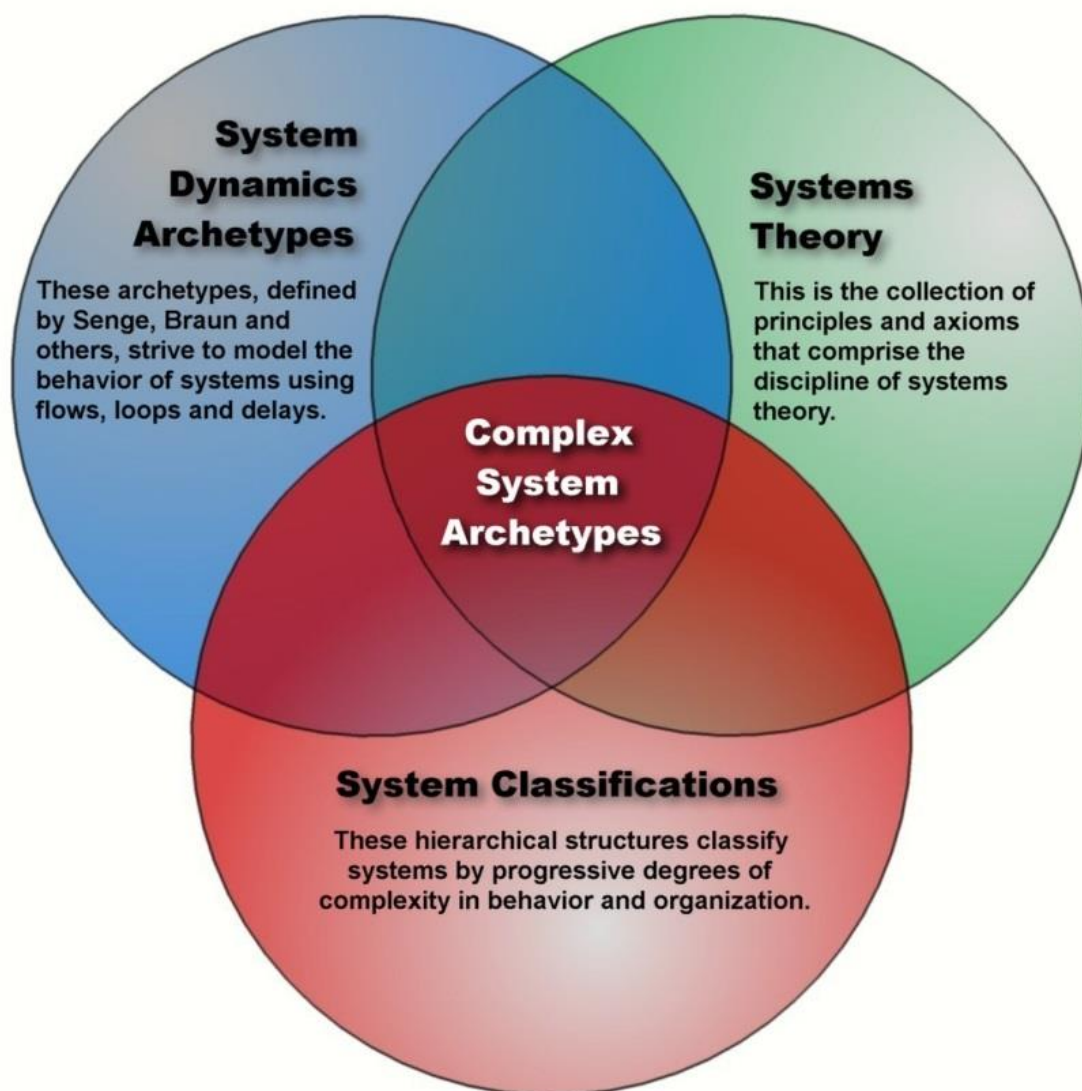 System
Dynamics
Archetypes
These archetypes, defined
by Senge, Braun and
others, strive to model the
behavior of systems using
flows, loops and delays.
Systems
Theory
This is the collection of
principles and axioms
that comprise the
discipline of systems
theory.
Complex
System
Archetypes
System Classifications
These hierarchical structures classify
systems by progressive degrees of
complexity in behavior and organization.